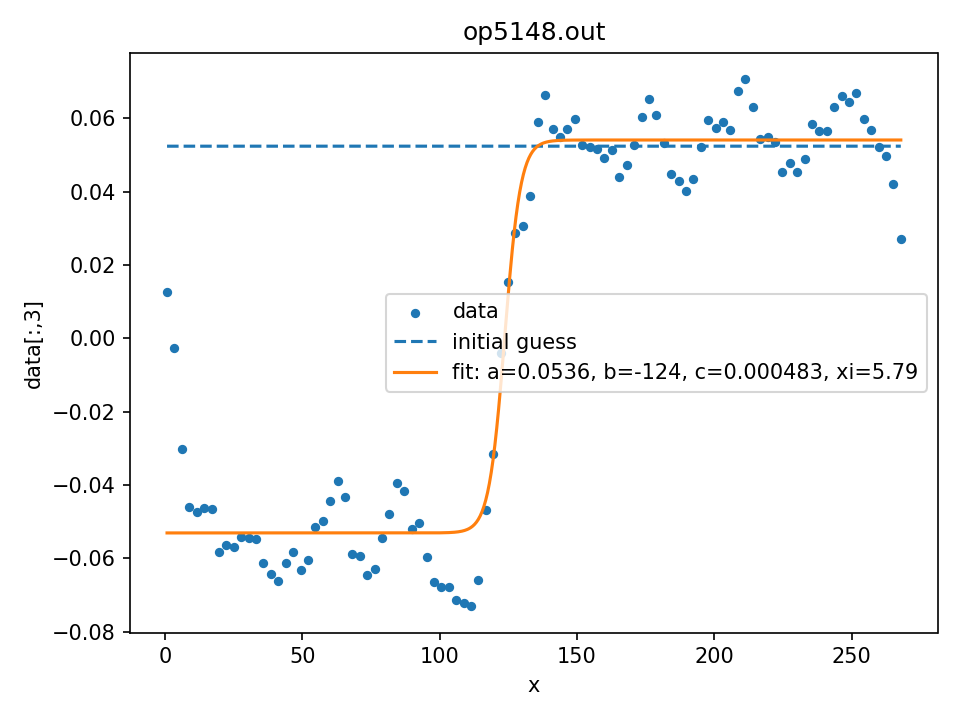 op5148.out
0.06
0.04
0.02
0.00
−0.02
−0.04
−0.06
−0.08
data[:,3]
data
initial guess
fit: a=0.0536, b=-124, c=0.000483, xi=5.79
0 50 100 150 200 250
x